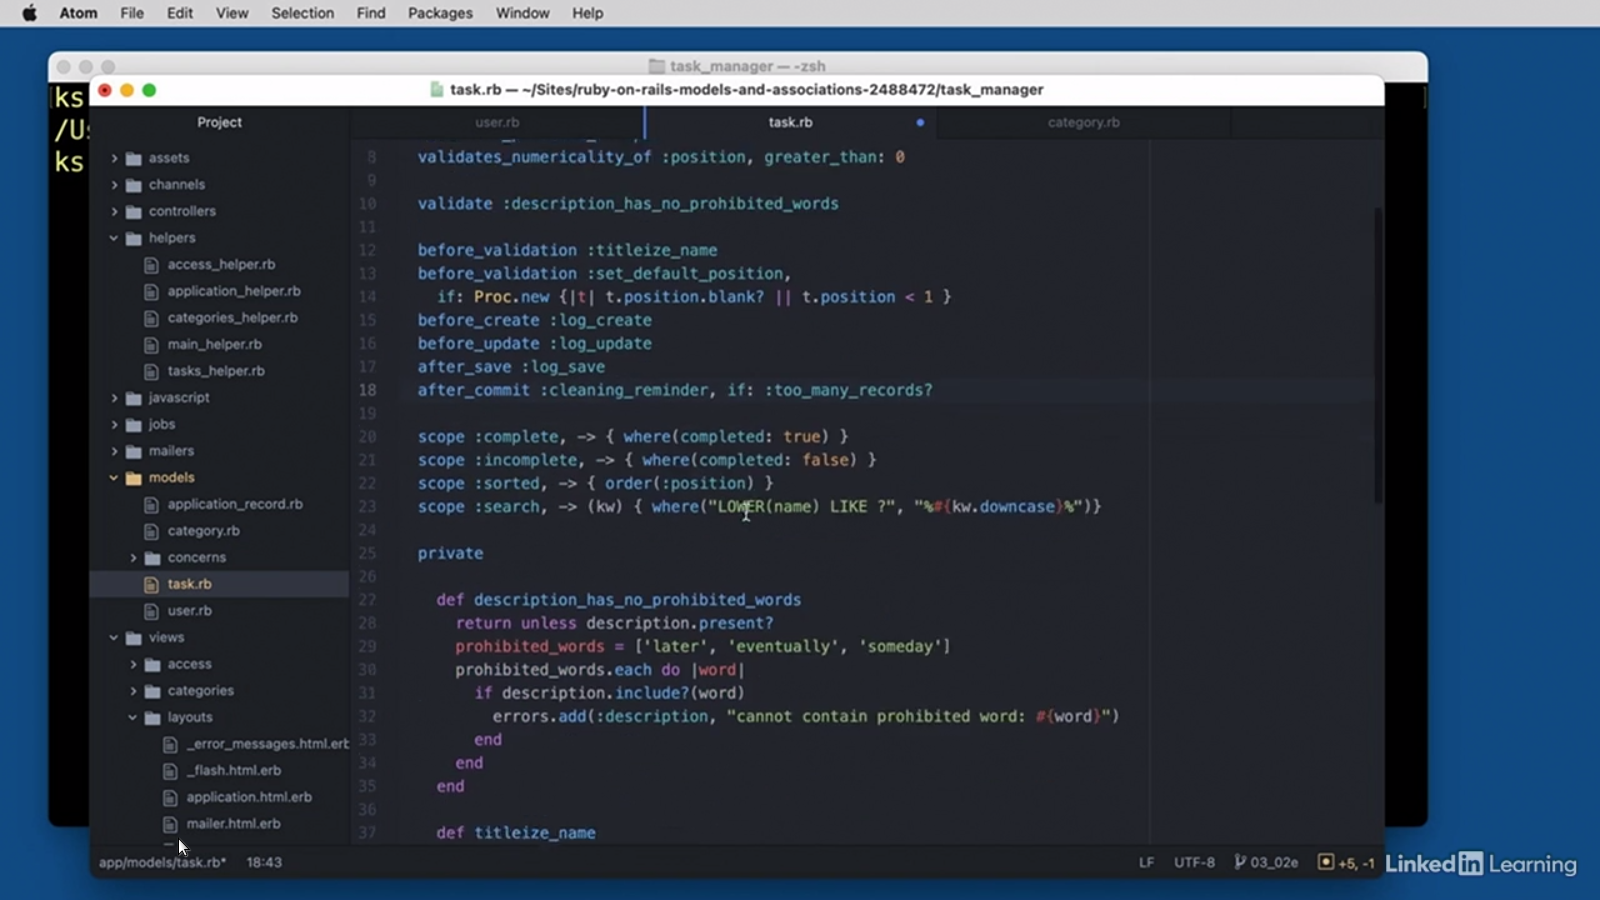 Atom File Edit View Selection Find Packages Window Help
task_manager — -zsh
task.rb — ~/Sites/ruby-on-rails-models-and-associations-2488472/task_manager
ks
/Us
ks
Project
user.rb
task.rb
category.rb
assets
channels
controllers
helpers
access_helper.rb
application_helper.rb
categories_helper.rb
main_helper.rb
tasks_helper.rb
javascript
jobs
mailers
models
application_record.rb
category.rb
concerns
task.rb
user.rb
views
access
categories
layouts
_error_messages.html.erb
_flash.html.erb
application.html.erb
mailer.html.erb
8 validates_numericality_of :position, greater_than: 0
9
10 validate :description_has_no_prohibited_words
11
12 before_validation :titleize_name
13 before_validation :set_default_position,
14 if: Proc.new {|t| t.position.blank? || t.position < 1 }
15 before_create :log_create
16 before_update :log_update
17 after_save :log_save
18 after_commit :cleaning_reminder, if: :too_many_records?
19
20 scope :complete, -> { where(completed: true) }
21 scope :incomplete, -> { where(completed: false) }
22 scope :sorted, -> { order(:position) }
23 scope :search, -> (kw) { where("LOWER(name) LIKE ?", "%#{kw.downcase}%")}
24
25 private
26
27 def description_has_no_prohibited_words
28 return unless description.present?
29 prohibited_words = ['later', 'eventually', 'someday']
30 prohibited_words.each do |word|
31 if description.include?(word)
32 errors.add(:description, "cannot contain prohibited word: #{word}")
33 end
34 end
35 end
36
37 def titleize_name
app/models/task.rb* 18:43
LF UTF-8 03_02e +5, -1
LinkedIn Learning